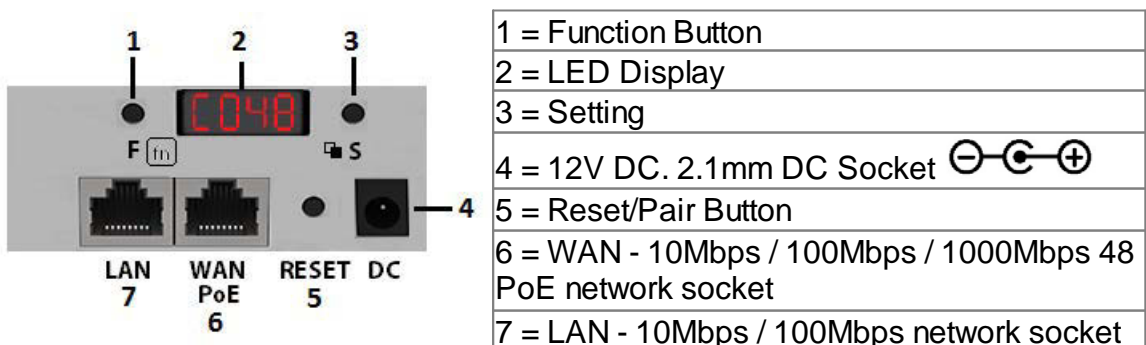 1 2 3
C048
F fn S
4
LAN WAN RESET DC
7 PoE 5
6
1 = Function Button
2 = LED Display
3 = Setting
4 = 12V DC. 2.1mm DC Socket
5 = Reset/Pair Button
6 = WAN - 10Mbps / 100Mbps / 1000Mbps 48
PoE network socket
7 = LAN - 10Mbps / 100Mbps network socket